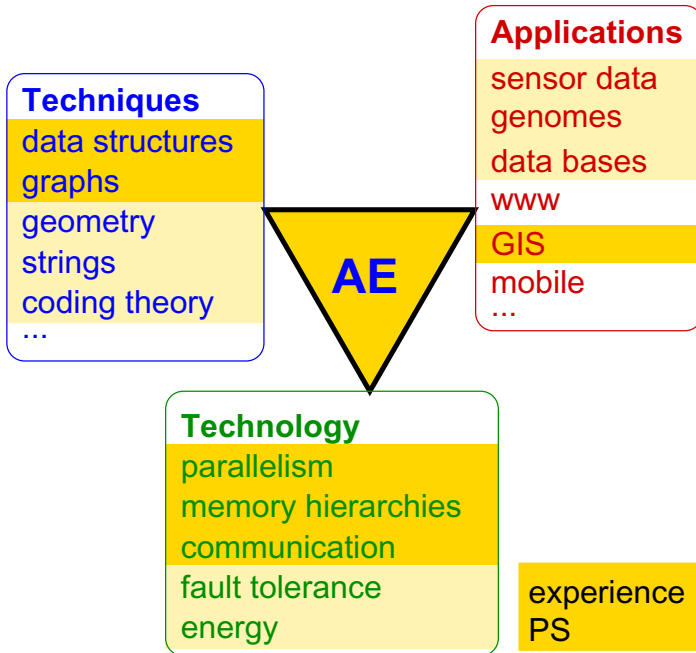 Techniques
data structures
graphs
geometry
strings
coding theory
...
Applications
sensor data
genomes
data bases
www
GIS
mobile
...
AE
Technology
parallelism
memory hierarchies
communication
fault tolerance
energy
experience
PS